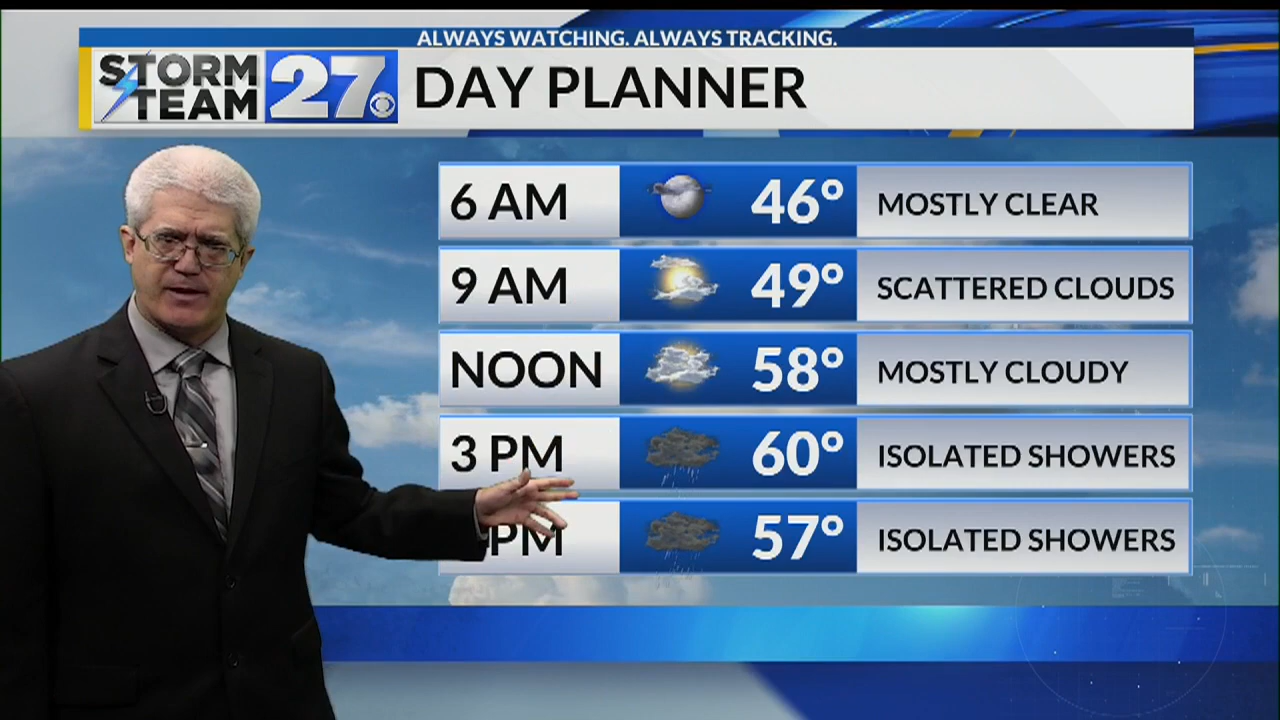 ALWAYS WATCHING. ALWAYS TRACKING.
STORM TEAM 27 DAY PLANNER
6 AM 46° MOSTLY CLEAR
9 AM 49° SCATTERED CLOUDS
NOON 58° MOSTLY CLOUDY
3 PM 60° ISOLATED SHOWERS
PM 57° ISOLATED SHOWERS